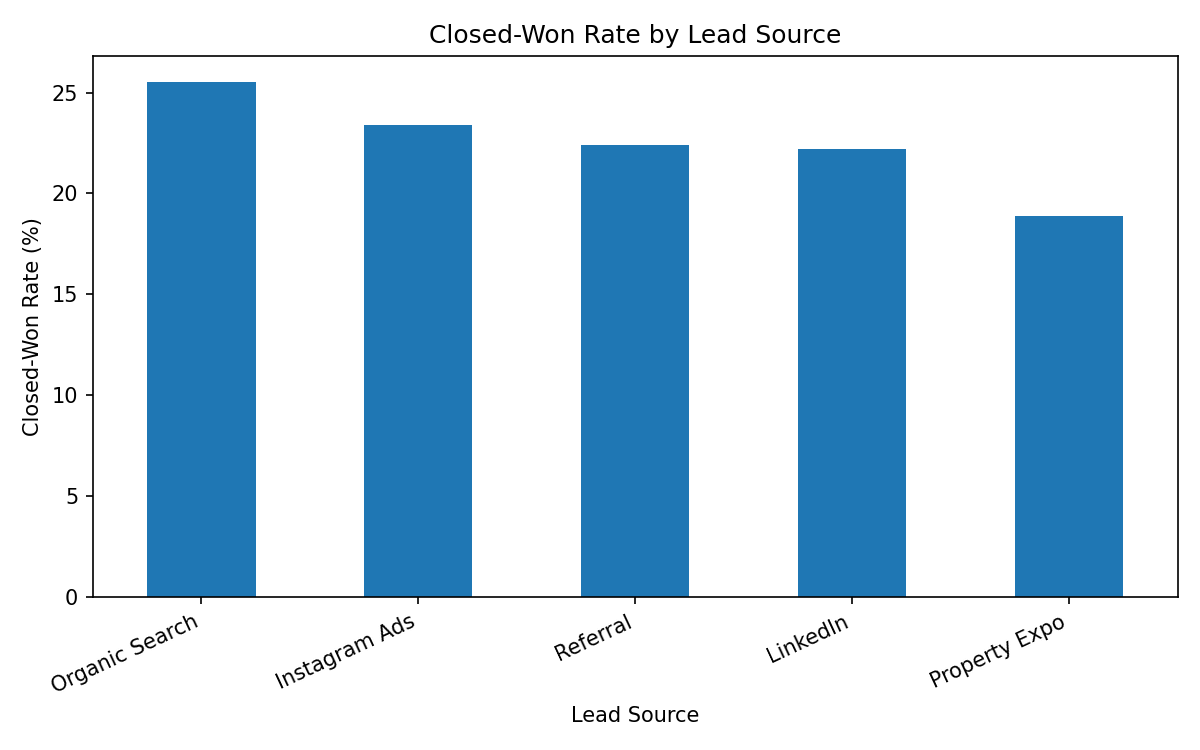 Closed-Won Rate by Lead Source
Closed-Won Rate (%)
25
20
15
10
5
0
Organic Search
Instagram Ads
Referral
LinkedIn
Property Expo
Lead Source